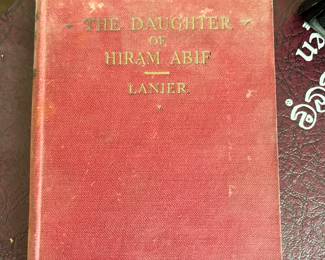 THE DAUGHTER
OF
HIRAM ABIF
LANIER